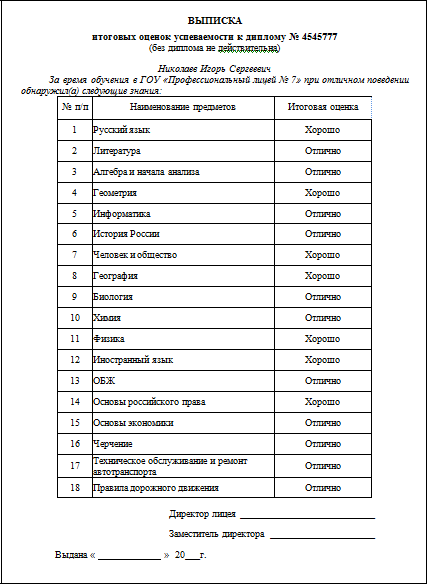 ВЫПИСКА
итоговых оценок успеваемости к диплому № 4545777
(без диплома не действительна)
Николаев Игорь Сергеевич
За время обучения в ГОУ «Профессиональный лицей № 7» при отличном поведении
обнаружил(а) следующие знания:
№ п/п Наименование предметов Итоговая оценка
1 Русский язык Хорошо
2 Литература Отлично
3 Алгебра и начала анализа Отлично
4 Геометрия Хорошо
5 Информатика Отлично
6 История России Отлично
7 Человек и общество Хорошо
8 География Хорошо
9 Биология Отлично
10 Химия Отлично
11 Физика Хорошо
12 Иностранный язык Хорошо
13 ОБЖ Отлично
14 Основы российского права Хорошо
15 Основы экономики Отлично
16 Черчение Отлично
17 Техническое обслуживание и ремонт
автотранспорта Отлично
18 Правила дорожного движения Отлично
Директор лицея ___________________________
Заместитель директора _____________________
Выдана « ____________ » 20___г.